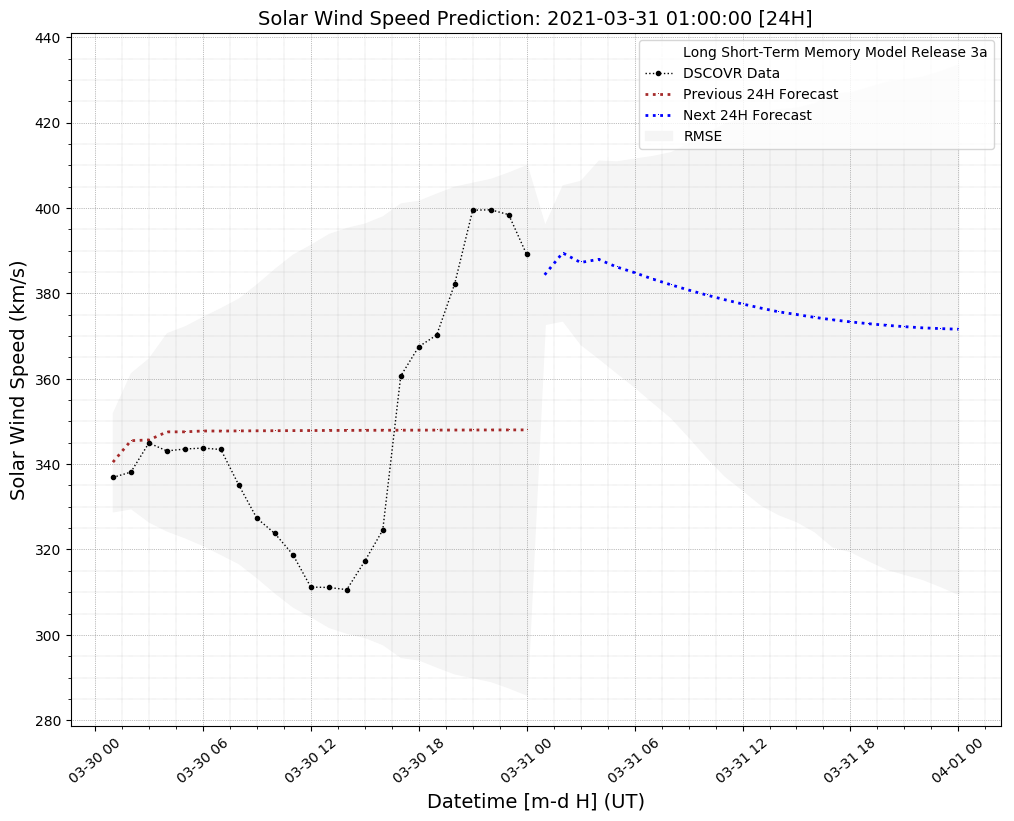 Solar Wind Speed Prediction: 2021-03-31 01:00:00 [24H]
Long Short-Term Memory Model Release 3a
DSCOVR Data
Previous 24H Forecast
Next 24H Forecast
RMSE
Solar Wind Speed (km/s)
440
420
400
380
360
340
320
300
280
03-30 00
03-30 06
03-30 12
03-30 18
03-31 00
03-31 06
03-31 12
03-31 18
04-01 00
Datetime [m-d H] (UT)